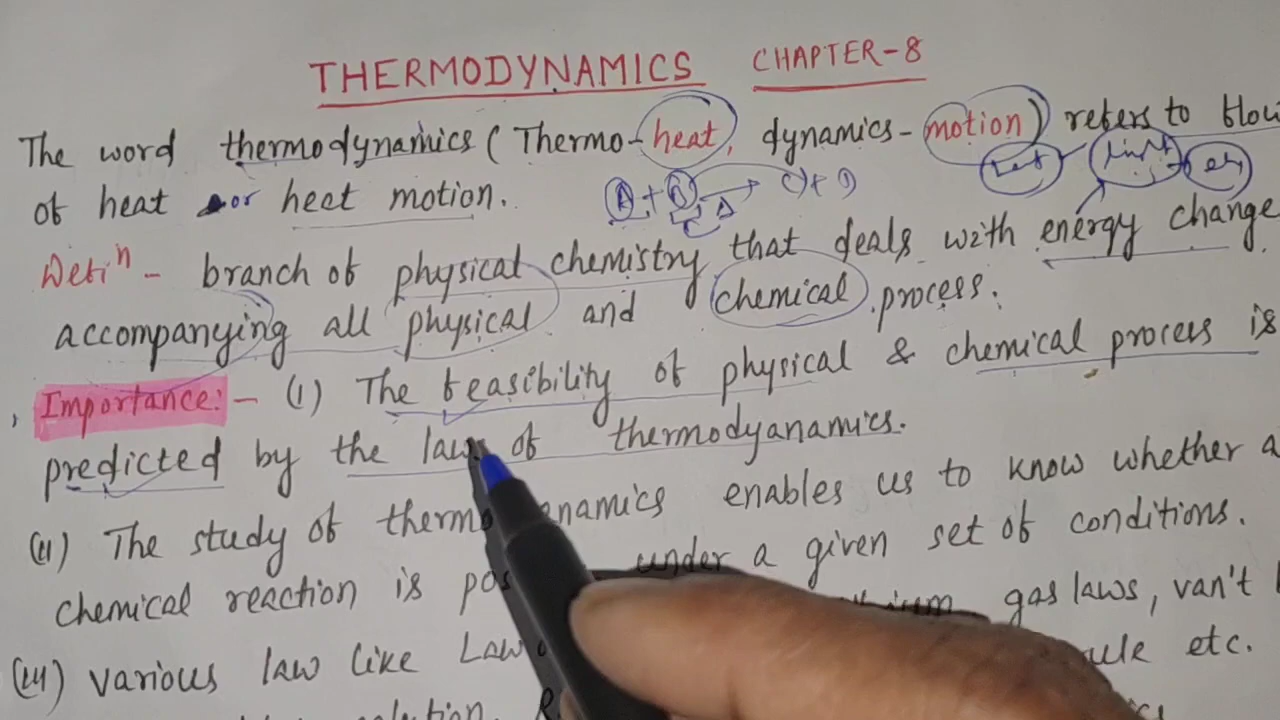 THERMODYNAMICS CHAPTER-8
The word thermodynamics (Thermo-heat, dynamics-motion) refers to flow
of heat or heet motion.
A + B → C + D
Δ
Defiⁿ - branch of physical chemistry that deals with energy change
accompanying all physical and chemical process.
Importance:- (i) The feasibility of physical & chemical process is
predicted by the law of thermodyanamics.
(ii) The study of thermo anamics enables us to know whether a
chemical reaction is pos under a given set of conditions.
(iii) various law like Law gas laws, van't
etc.